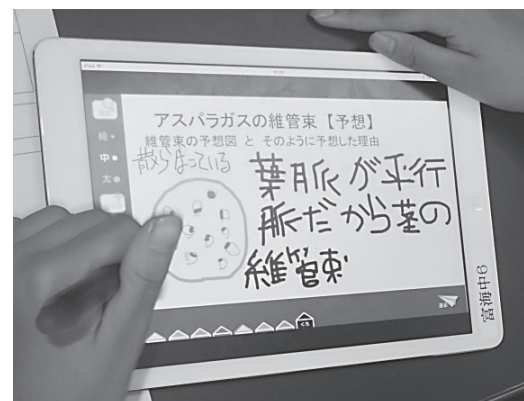 アスパラガスの維管束【予想】
維管束の予想図 と そのように予想した理由
散らばっている
葉脈が平行
脈だから茎の
維管束
細
中
太
くろ
富海中6